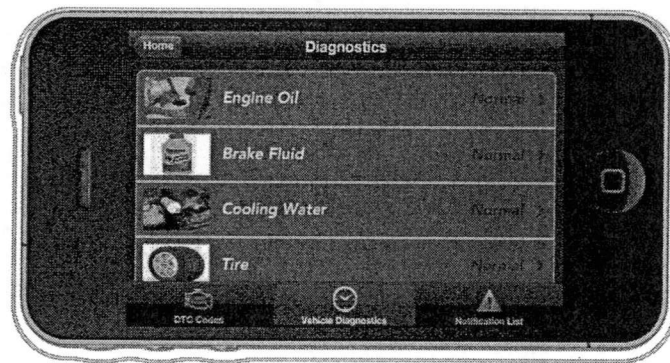 Home Diagnostics
Engine Oil Normal
Brake Fluid Normal
Cooling Water Normal
Tire Normal
DTC Codes Vehicle Diagnostics Notification List